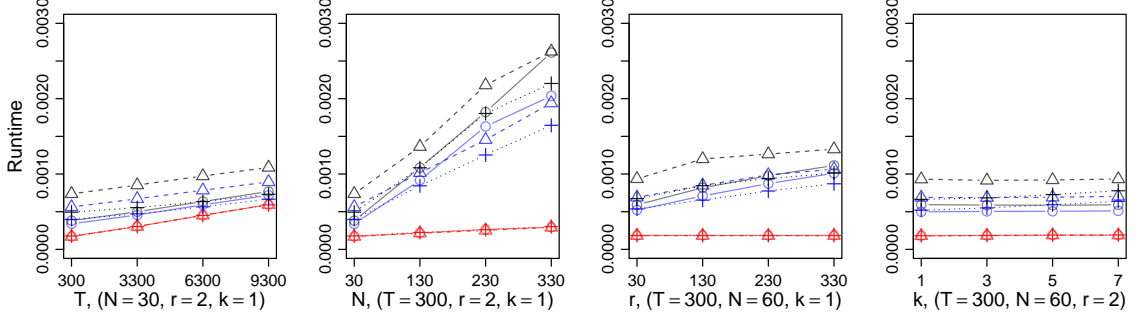 Runtime
0.0000 0.0010 0.0020 0.0030
300 3300 6300 9300
T, (N = 30, r = 2, k = 1)
0.0000 0.0010 0.0020 0.0030
30 130 230 330
N, (T = 300, r = 2, k = 1)
0.0000 0.0010 0.0020 0.0030
30 130 230 330
r, (T = 300, N = 60, k = 1)
0.0000 0.0010 0.0020 0.0030
1 3 5 7
k, (T = 300, N = 60, r = 2)